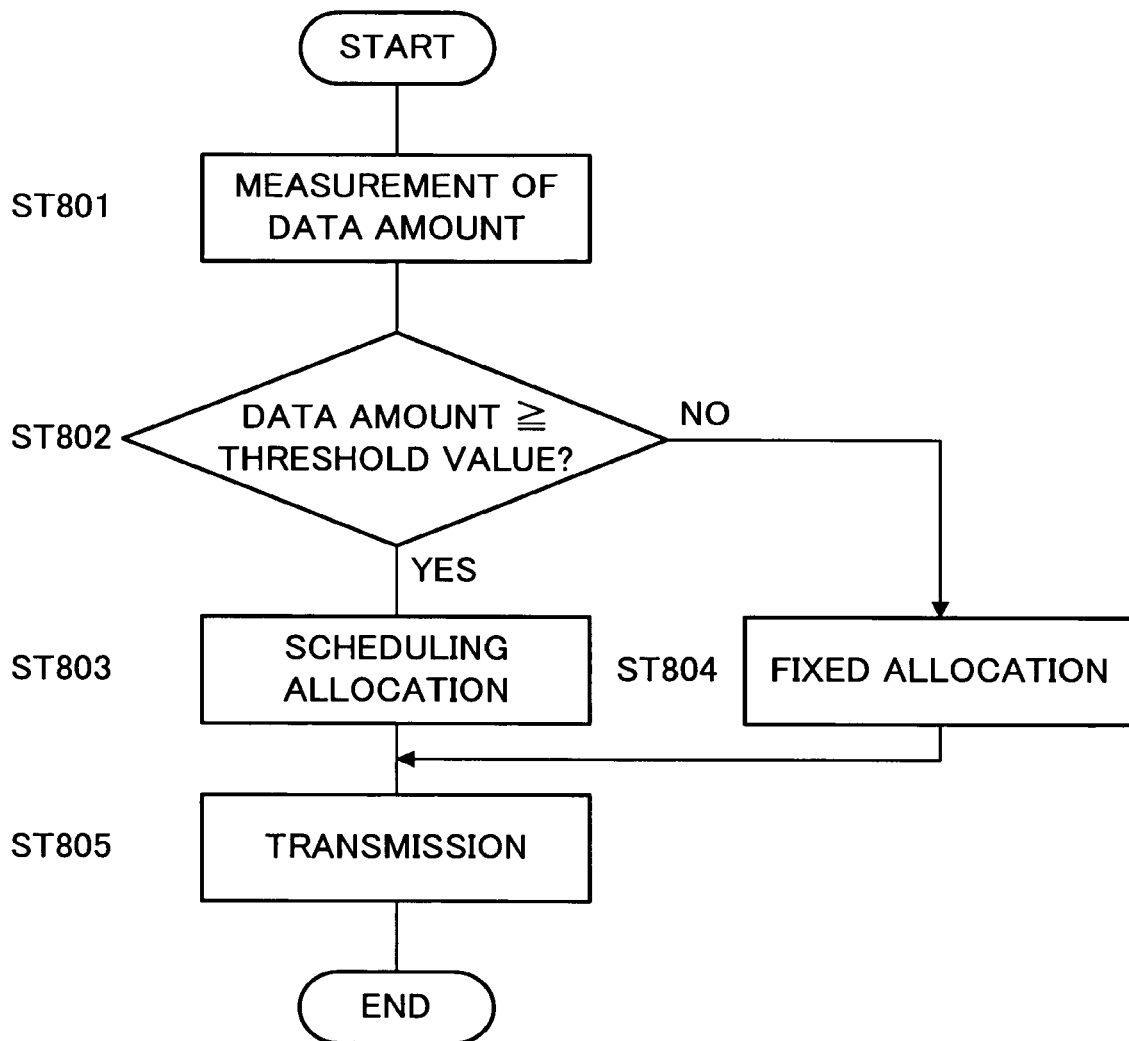 START
ST801
MEASUREMENT OF
DATA AMOUNT
ST802
DATA AMOUNT ≧
THRESHOLD VALUE?
NO
YES
ST803
SCHEDULING
ALLOCATION
ST804
FIXED ALLOCATION
ST805
TRANSMISSION
END